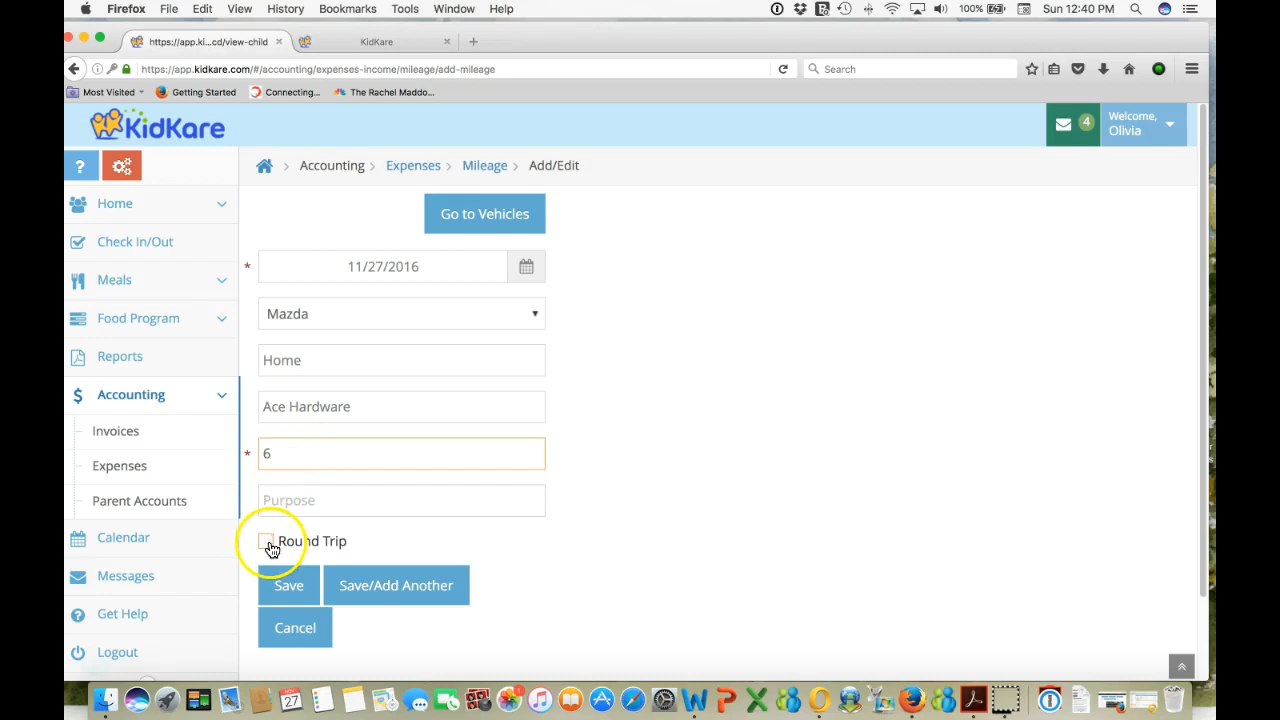 Firefox File Edit View History Bookmarks Tools Window Help 100% Sun 12:40 PM
https://app.ki...cd/view-child × KidKare × +
https://app.kidkare.com/#/accounting/expenses-income/mileage/add-mileage Search
Most Visited Getting Started Connecting... The Rachel Maddo...
KidKare 4 Welcome,
Olivia
? > Accounting > Expenses > Mileage > Add/Edit
Home
Check In/Out
Meals
Food Program
Reports
$ Accounting
Invoices
Expenses
Parent Accounts
Calendar
Messages
Get Help
Logout
Go to Vehicles
* 11/27/2016
Mazda
Home
Ace Hardware
* 6
Purpose
Round Trip
Save Save/Add Another
Cancel